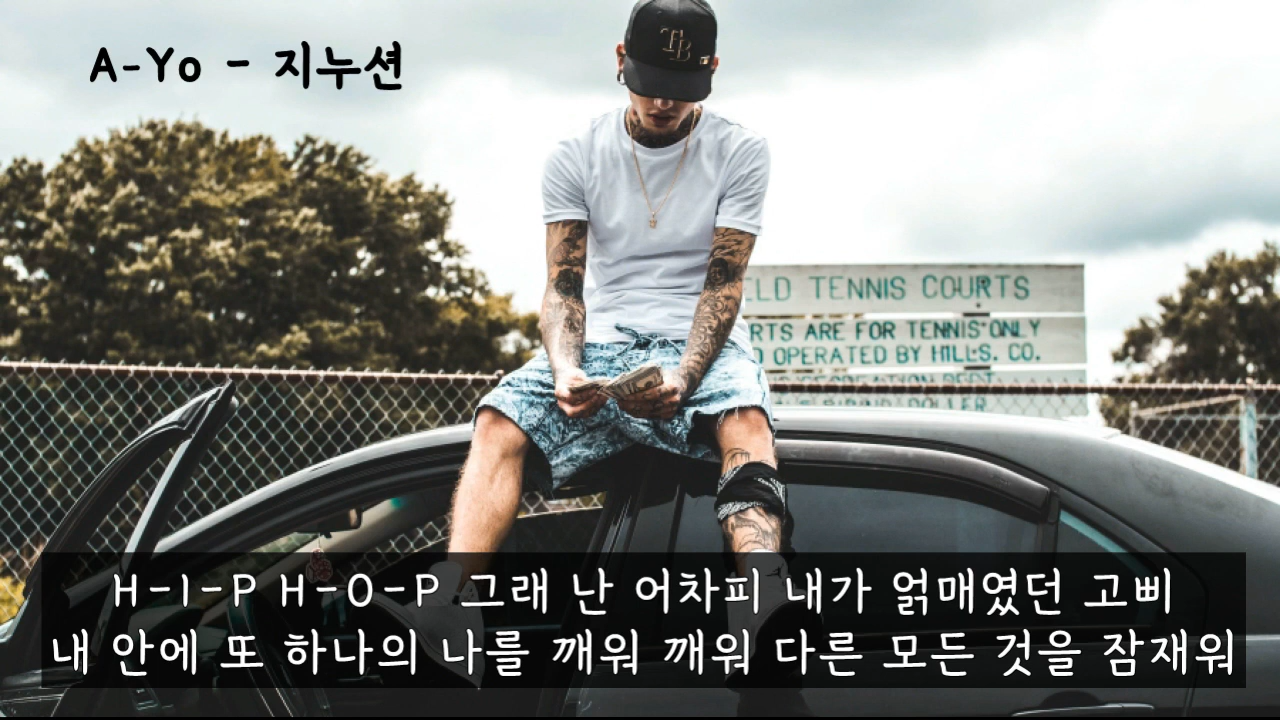 A-Yo - 지누션
TB
ELD TENNIS COURTS
RTS ARE FOR TENNIS ONLY
D OPERATED BY HILLS. CO.
H-I-P H-O-P 그래 난 어차피 내가 얽매였던 고삐
내 안에 또 하나의 나를 깨워 깨워 다른 모든 것을 잠재워